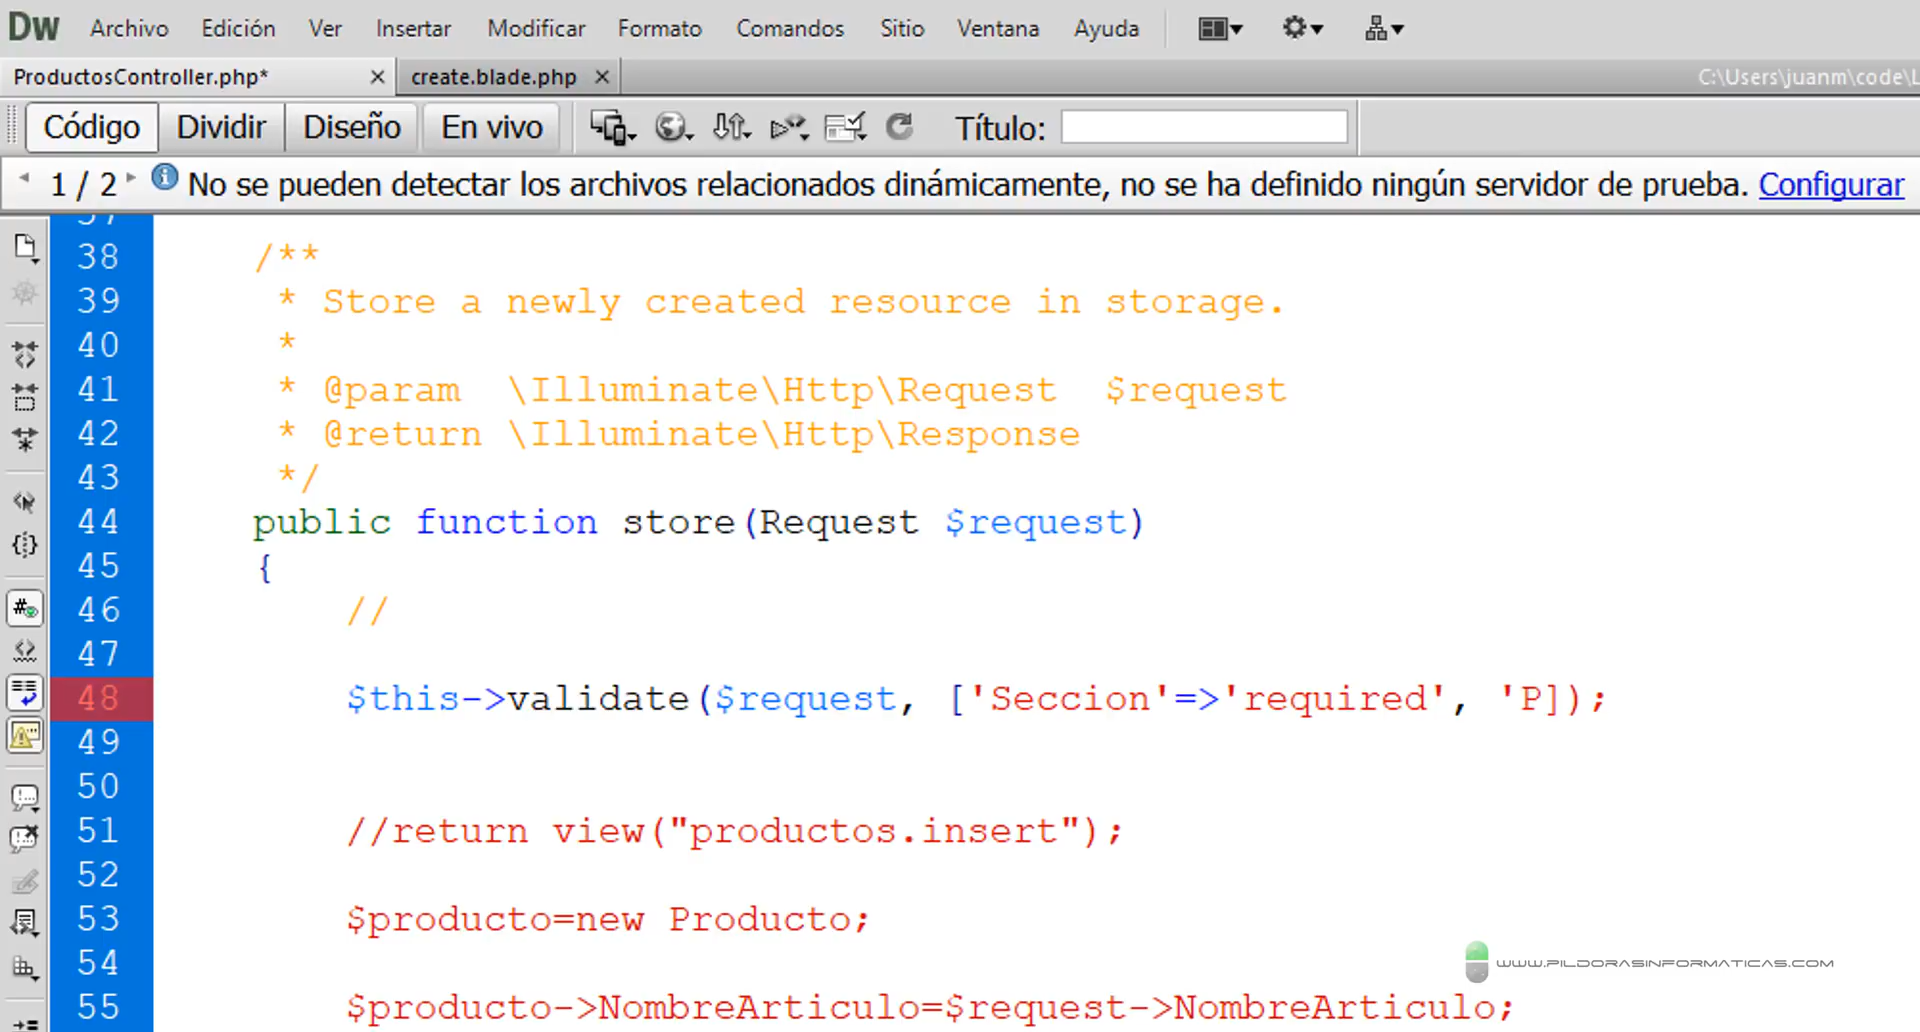 Dw Archivo Edición Ver Insertar Modificar Formato Comandos Sitio Ventana Ayuda
ProductosController.php* × create.blade.php × C:\Users\juanm\code\L
Código Dividir Diseño En vivo Título:
1 / 2 No se pueden detectar los archivos relacionados dinámicamente, no se ha definido ningún servidor de prueba. Configurar
37
38 /**
39 * Store a newly created resource in storage.
40 *
41 * @param \Illuminate\Http\Request $request
42 * @return \Illuminate\Http\Response
43 */
44 public function store(Request $request)
45 {
46 //
47
48 $this->validate($request, ['Seccion'=>'required', 'P]);
49
50
51 //return view("productos.insert");
52
53 $producto=new Producto;
54
WWW.PILDORASINFORMATICAS.COM
55 $producto->NombreArticulo=$request->NombreArticulo;